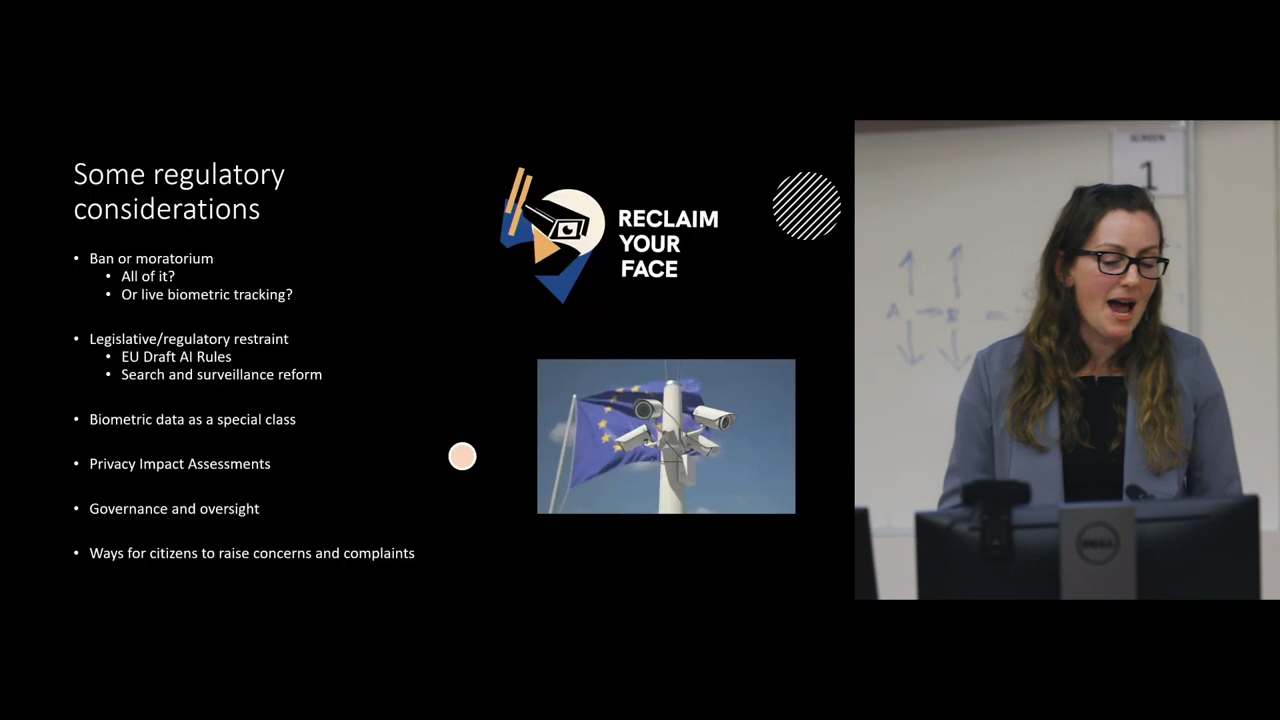 Some regulatory
considerations
• Ban or moratorium
• All of it?
• Or live biometric tracking?
• Legislative/regulatory restraint
• EU Draft AI Rules
• Search and surveillance reform
• Biometric data as a special class
• Privacy Impact Assessments
• Governance and oversight
• Ways for citizens to raise concerns and complaints
RECLAIM
YOUR
FACE
SCREEN
1
DELL